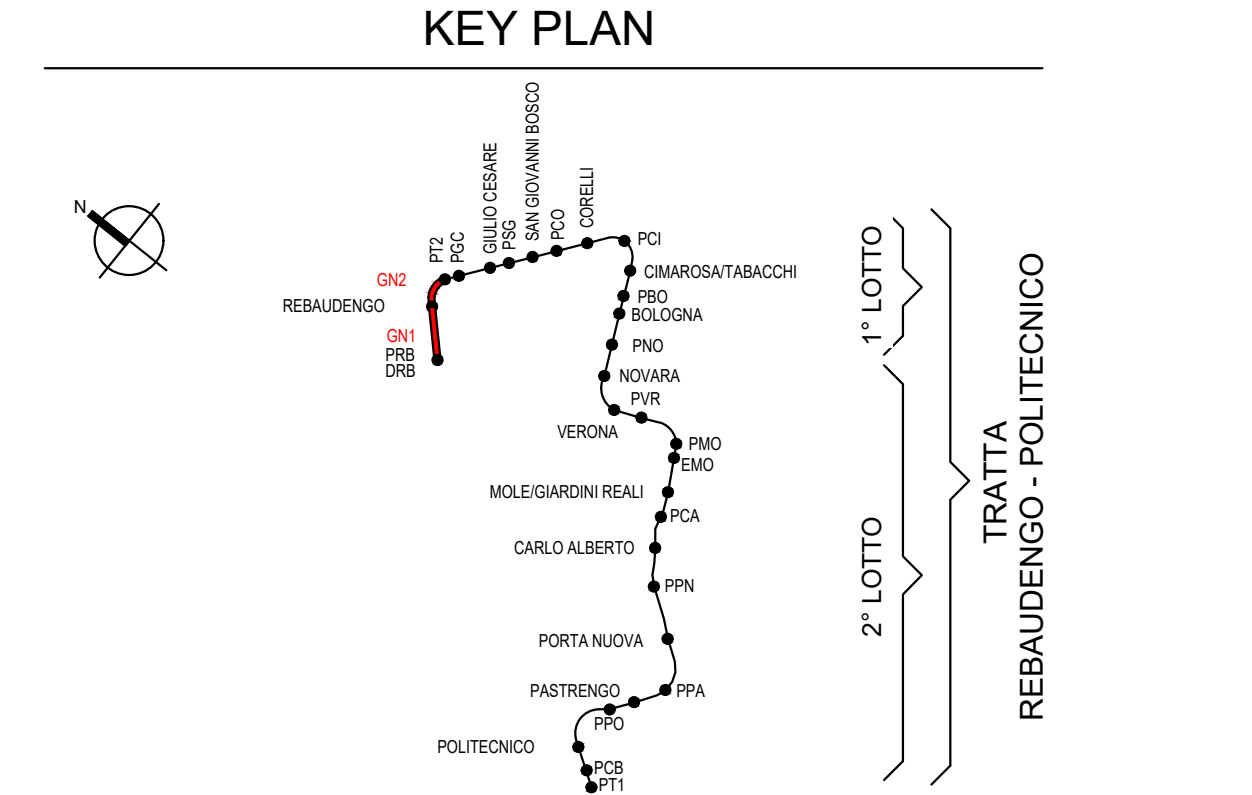 KEY PLAN
N
GN2
REBAUDENGO
GN1
PRB
DRB
PT2
PGC
GIULIO CESARE
PSG
SAN GIOVANNI BOSCO
PCO
CORELLI
PCI
CIMAROSA/TABACCHI
PBO
BOLOGNA
PNO
NOVARA
PVR
VERONA
PMO
EMO
MOLE/GIARDINI REALI
PCA
CARLO ALBERTO
PPN
PORTA NUOVA
PASTRENGO
PPA
PPO
POLITECNICO
PCB
PT1
1° LOTTO
2° LOTTO
TRATTA
REBAUDENGO - POLITECNICO